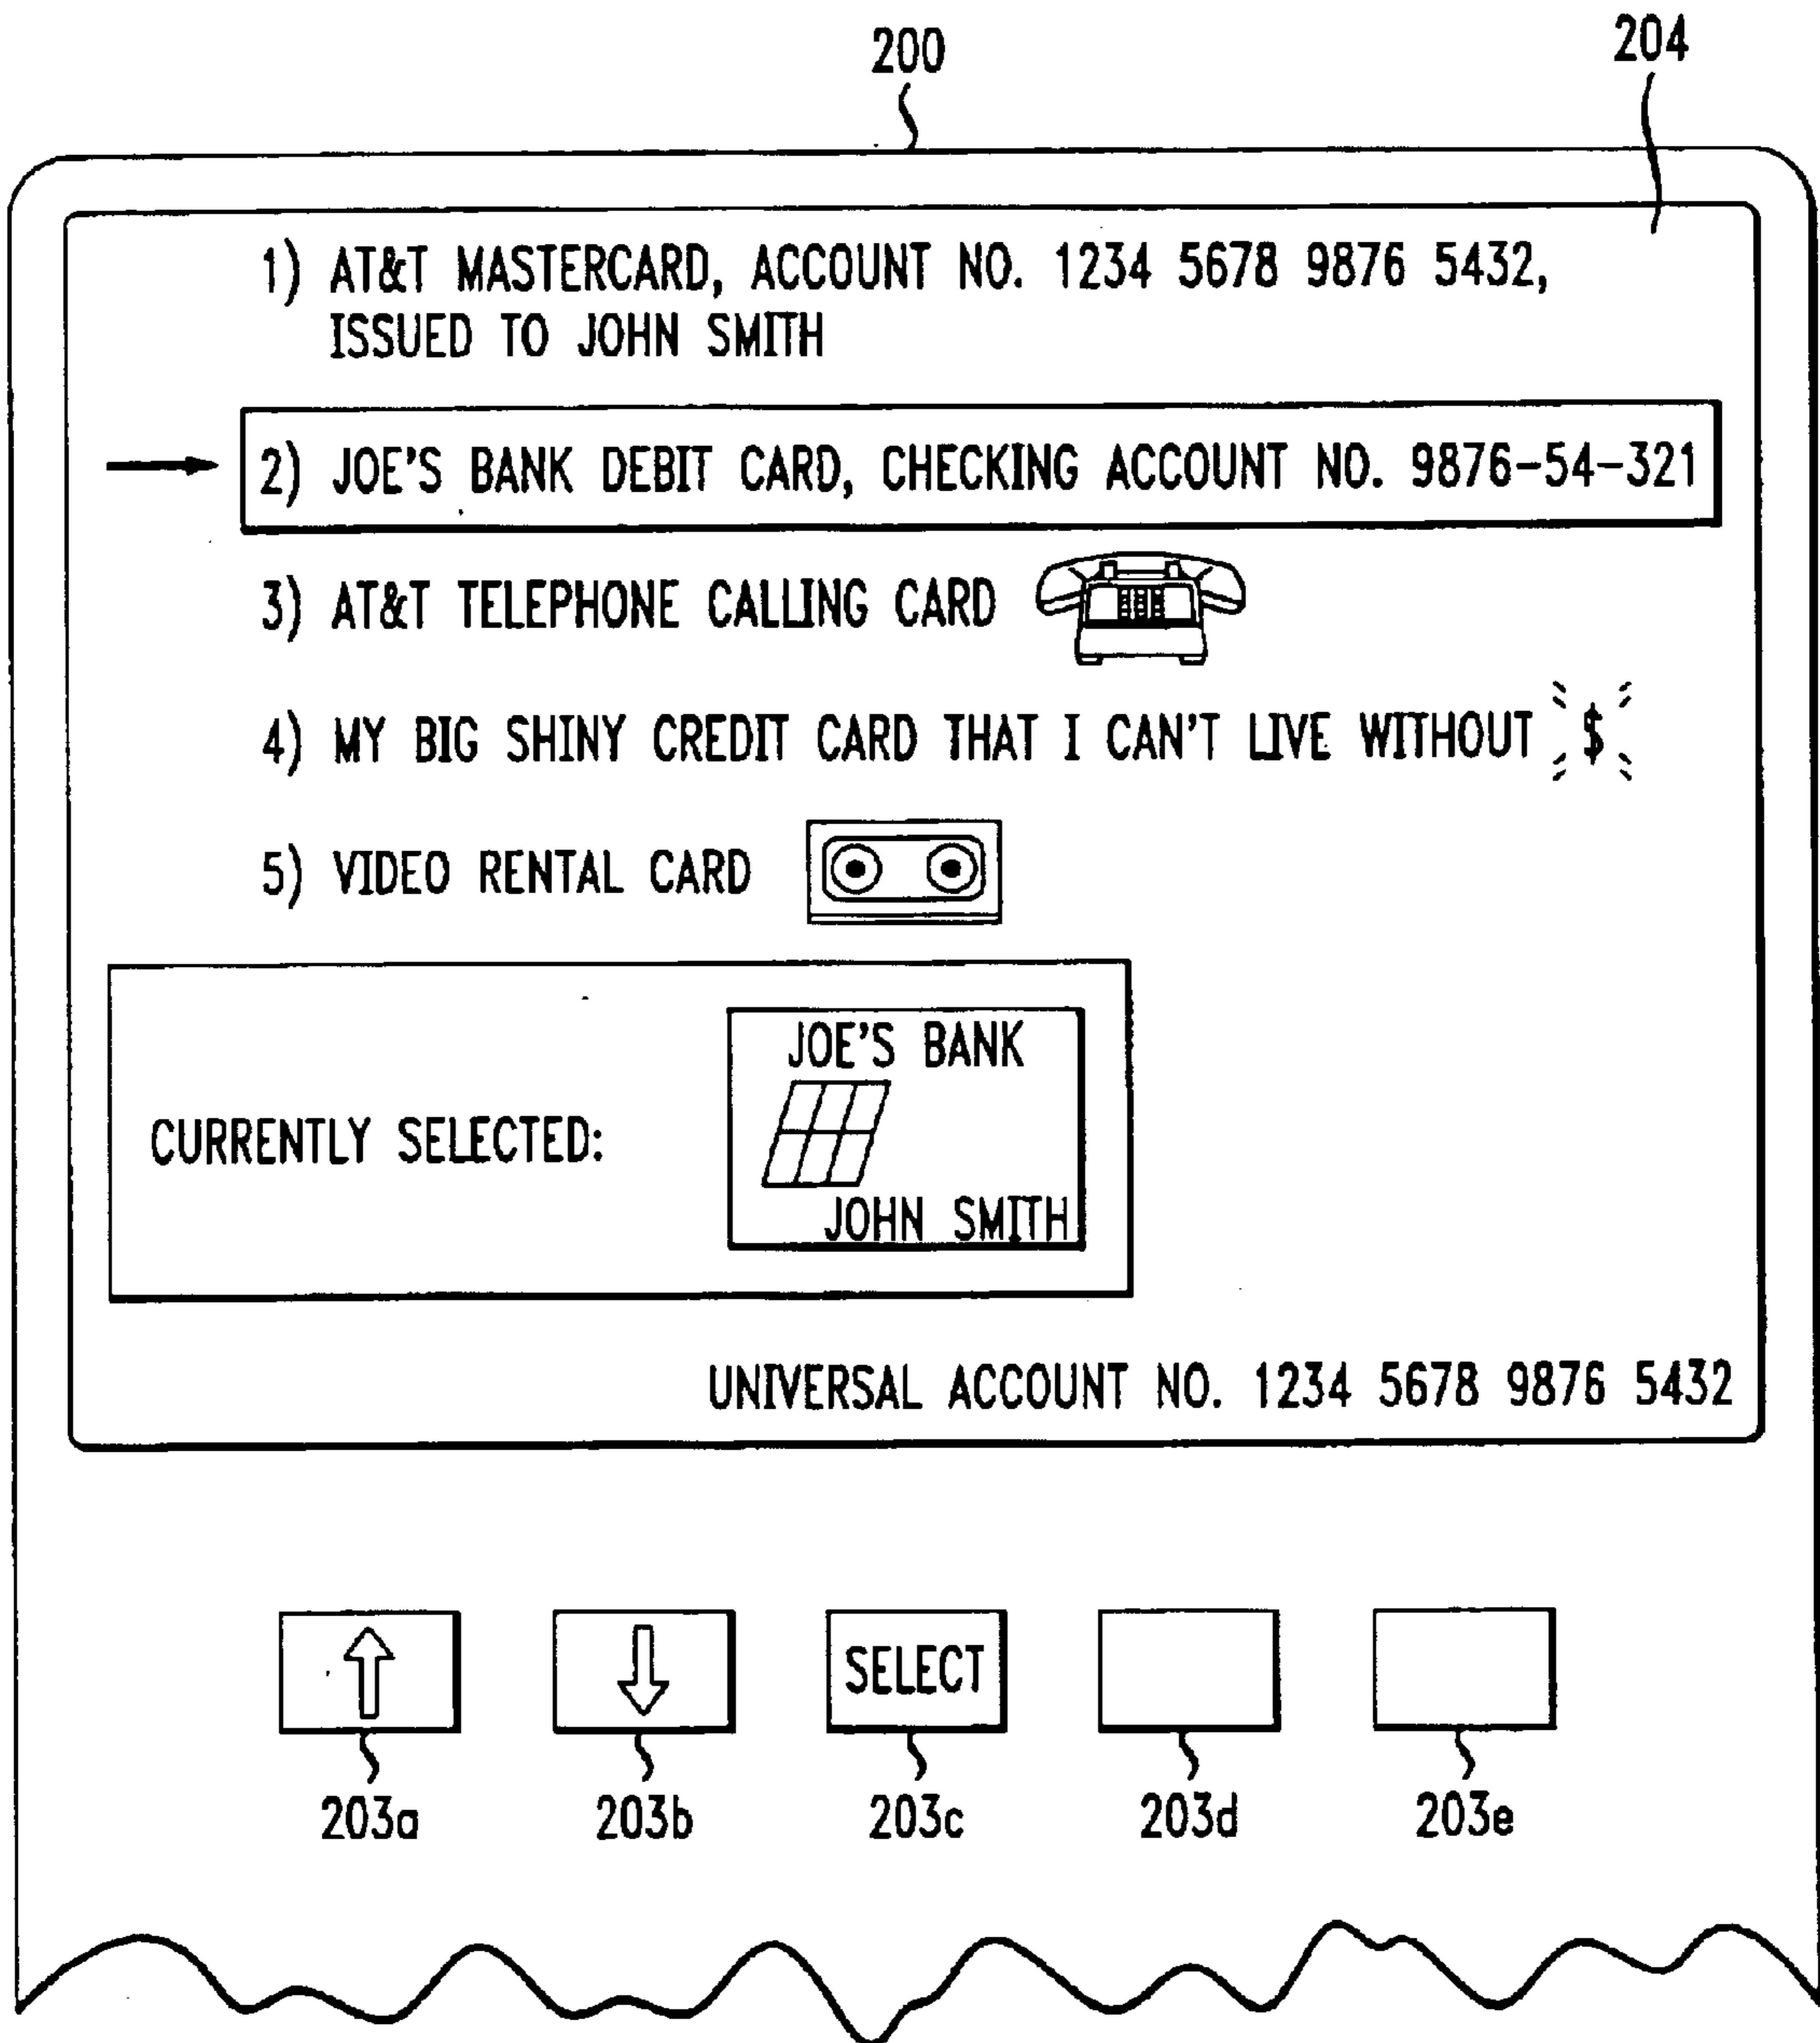 200
204
1) AT&T MASTERCARD, ACCOUNT NO. 1234 5678 9876 5432,
ISSUED TO JOHN SMITH
2) JOE'S BANK DEBIT CARD, CHECKING ACCOUNT NO. 9876-54-321
3) AT&T TELEPHONE CALLING CARD
4) MY BIG SHINY CREDIT CARD THAT I CAN'T LIVE WITHOUT $
5) VIDEO RENTAL CARD
JOE'S BANK
CURRENTLY SELECTED:
JOHN SMITH
UNIVERSAL ACCOUNT NO. 1234 5678 9876 5432
SELECT
203a
203b
203c
203d
203e